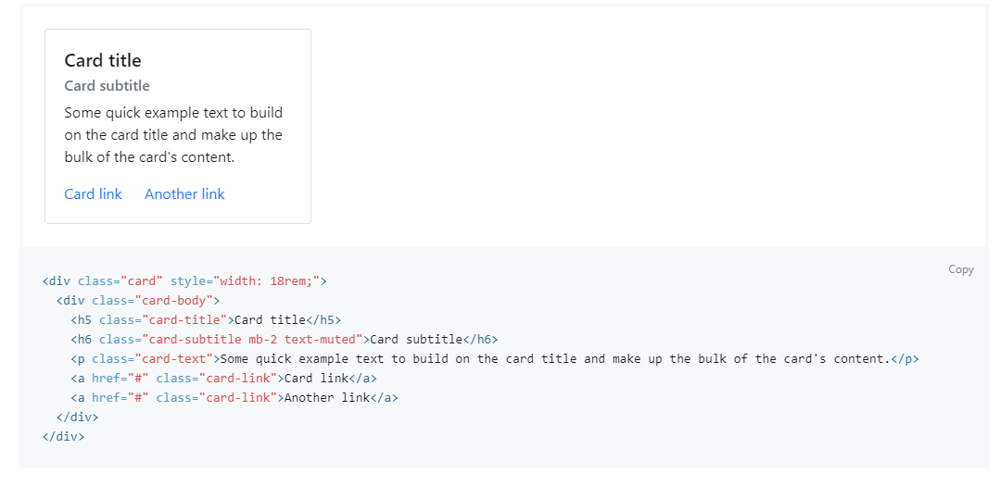 Card title
Card subtitle
Some quick example text to build
on the card title and make up the
bulk of the card's content.
Card link Another link
Copy
<div class="card" style="width: 18rem;">
  <div class="card-body">
    <h5 class="card-title">Card title</h5>
    <h6 class="card-subtitle mb-2 text-muted">Card subtitle</h6>
    <p class="card-text">Some quick example text to build on the card title and make up the bulk of the card's content.</p>
    <a href="#" class="card-link">Card link</a>
    <a href="#" class="card-link">Another link</a>
  </div>
</div>